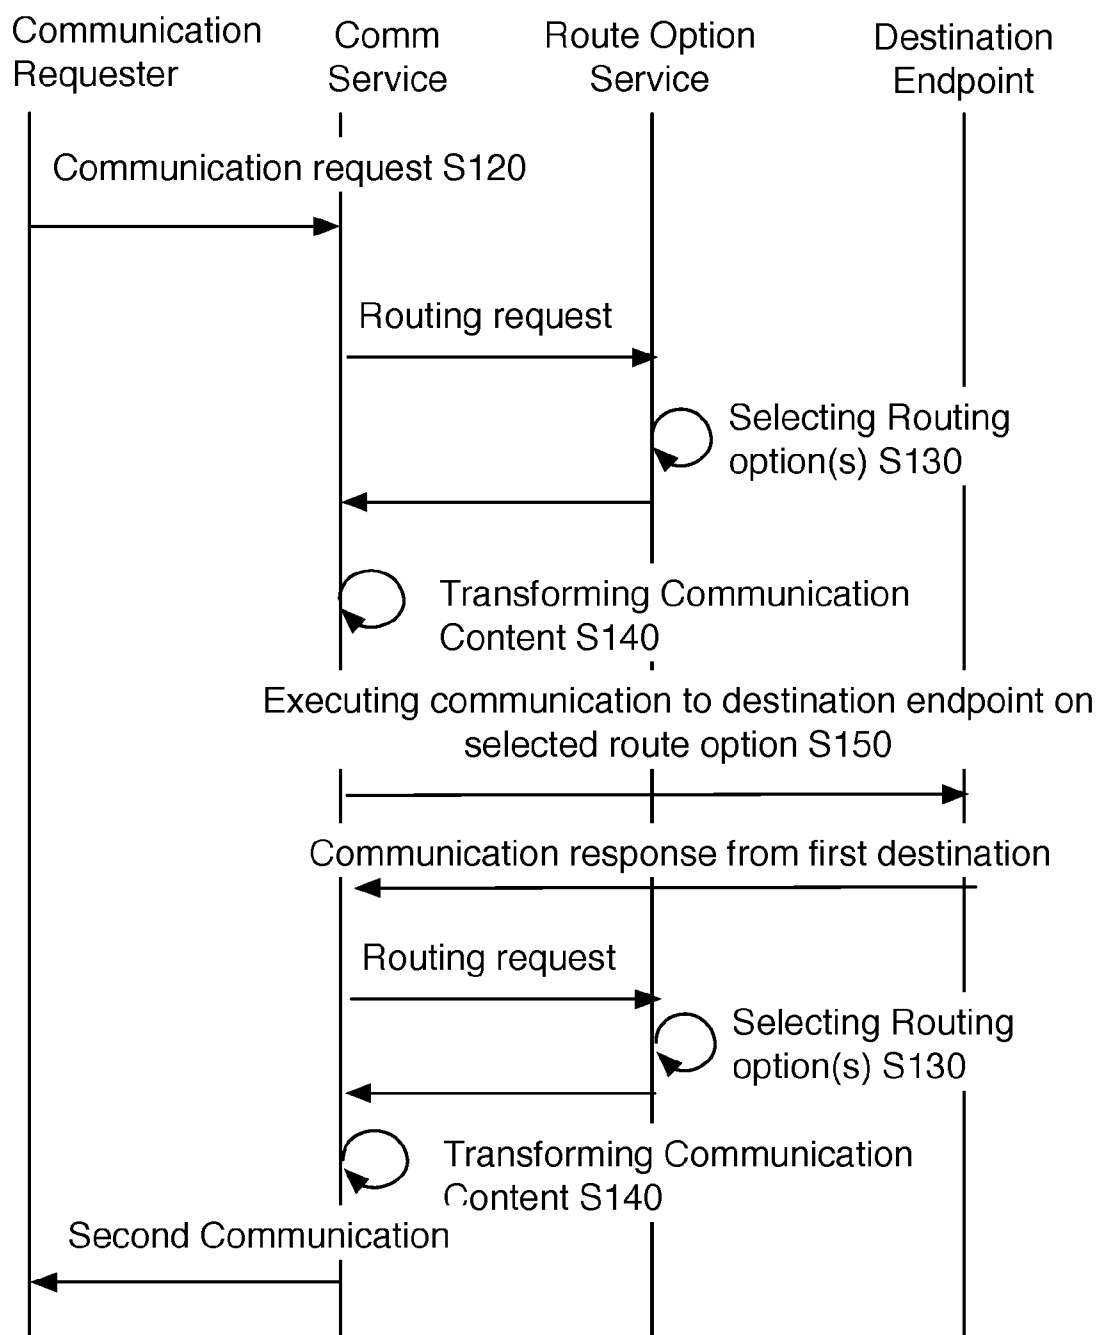 Communication
Requester
Comm
Service
Route Option
Service
Destination
Endpoint
Communication request S120
Routing request
Selecting Routing
option(s) S130
Transforming Communication
Content S140
Executing communication to destination endpoint on
selected route option S150
Communication response from first destination
Routing request
Selecting Routing
option(s) S130
Transforming Communication
Content S140
Second Communication